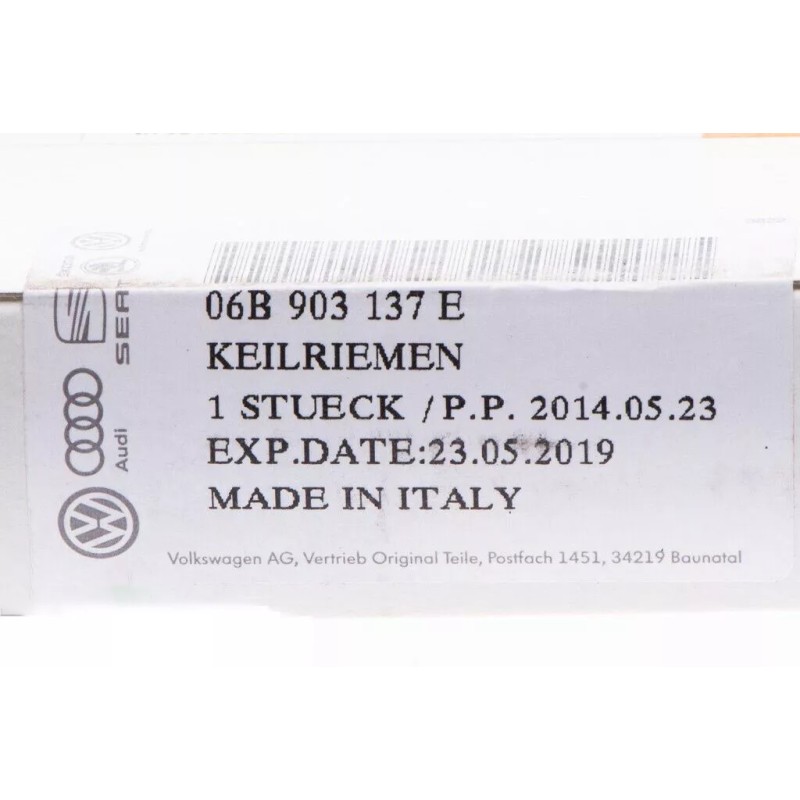 06B 903 137 E
KEILRIEMEN
1 STUECK / P.P. 2014.05.23
EXP.DATE:23.05.2019
MADE IN ITALY
Volkswagen AG, Vertrieb Original Teile, Postfach 1451, 34219 Baunatal
SEAT
Audi